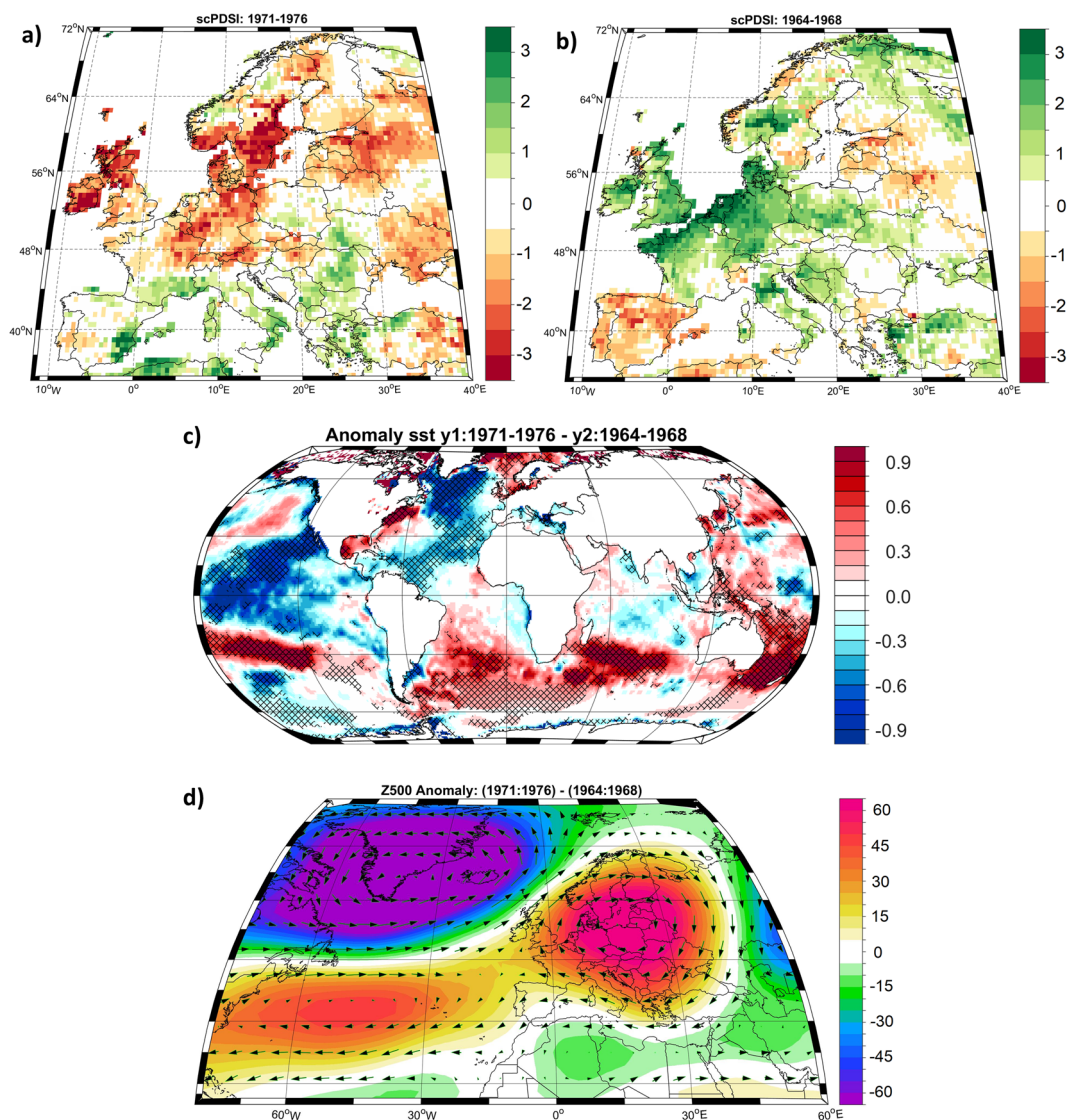 a)
scPDSI: 1971-1976
72°N
64°N
56°N
48°N
40°N
10°W
0°
10°E
20°E
30°E
40°E
3
2
1
0
-1
-2
-3
b)
scPDSI: 1964-1968
72°N
64°N
56°N
48°N
40°N
10°W
0°
10°E
20°E
30°E
40°E
3
2
1
0
-1
-2
-3
c)
Anomaly sst y1:1971-1976 - y2:1964-1968
0.9
0.6
0.3
0.0
-0.3
-0.6
-0.9
d)
Z500 Anomaly: (1971:1976) - (1964:1968)
60°W
30°W
0°
30°E
60°E
60
45
30
15
0
-15
-30
-45
-60